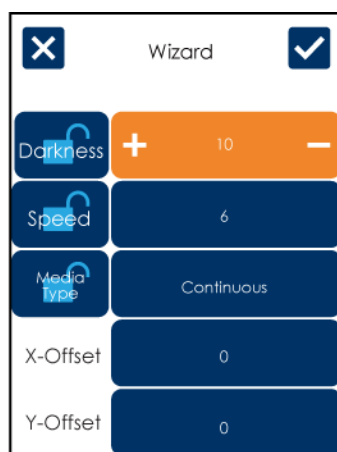 Wizard
Darkness + 10 −
Speed 6
Media
Type Continuous
X-Offset 0
Y-Offset 0